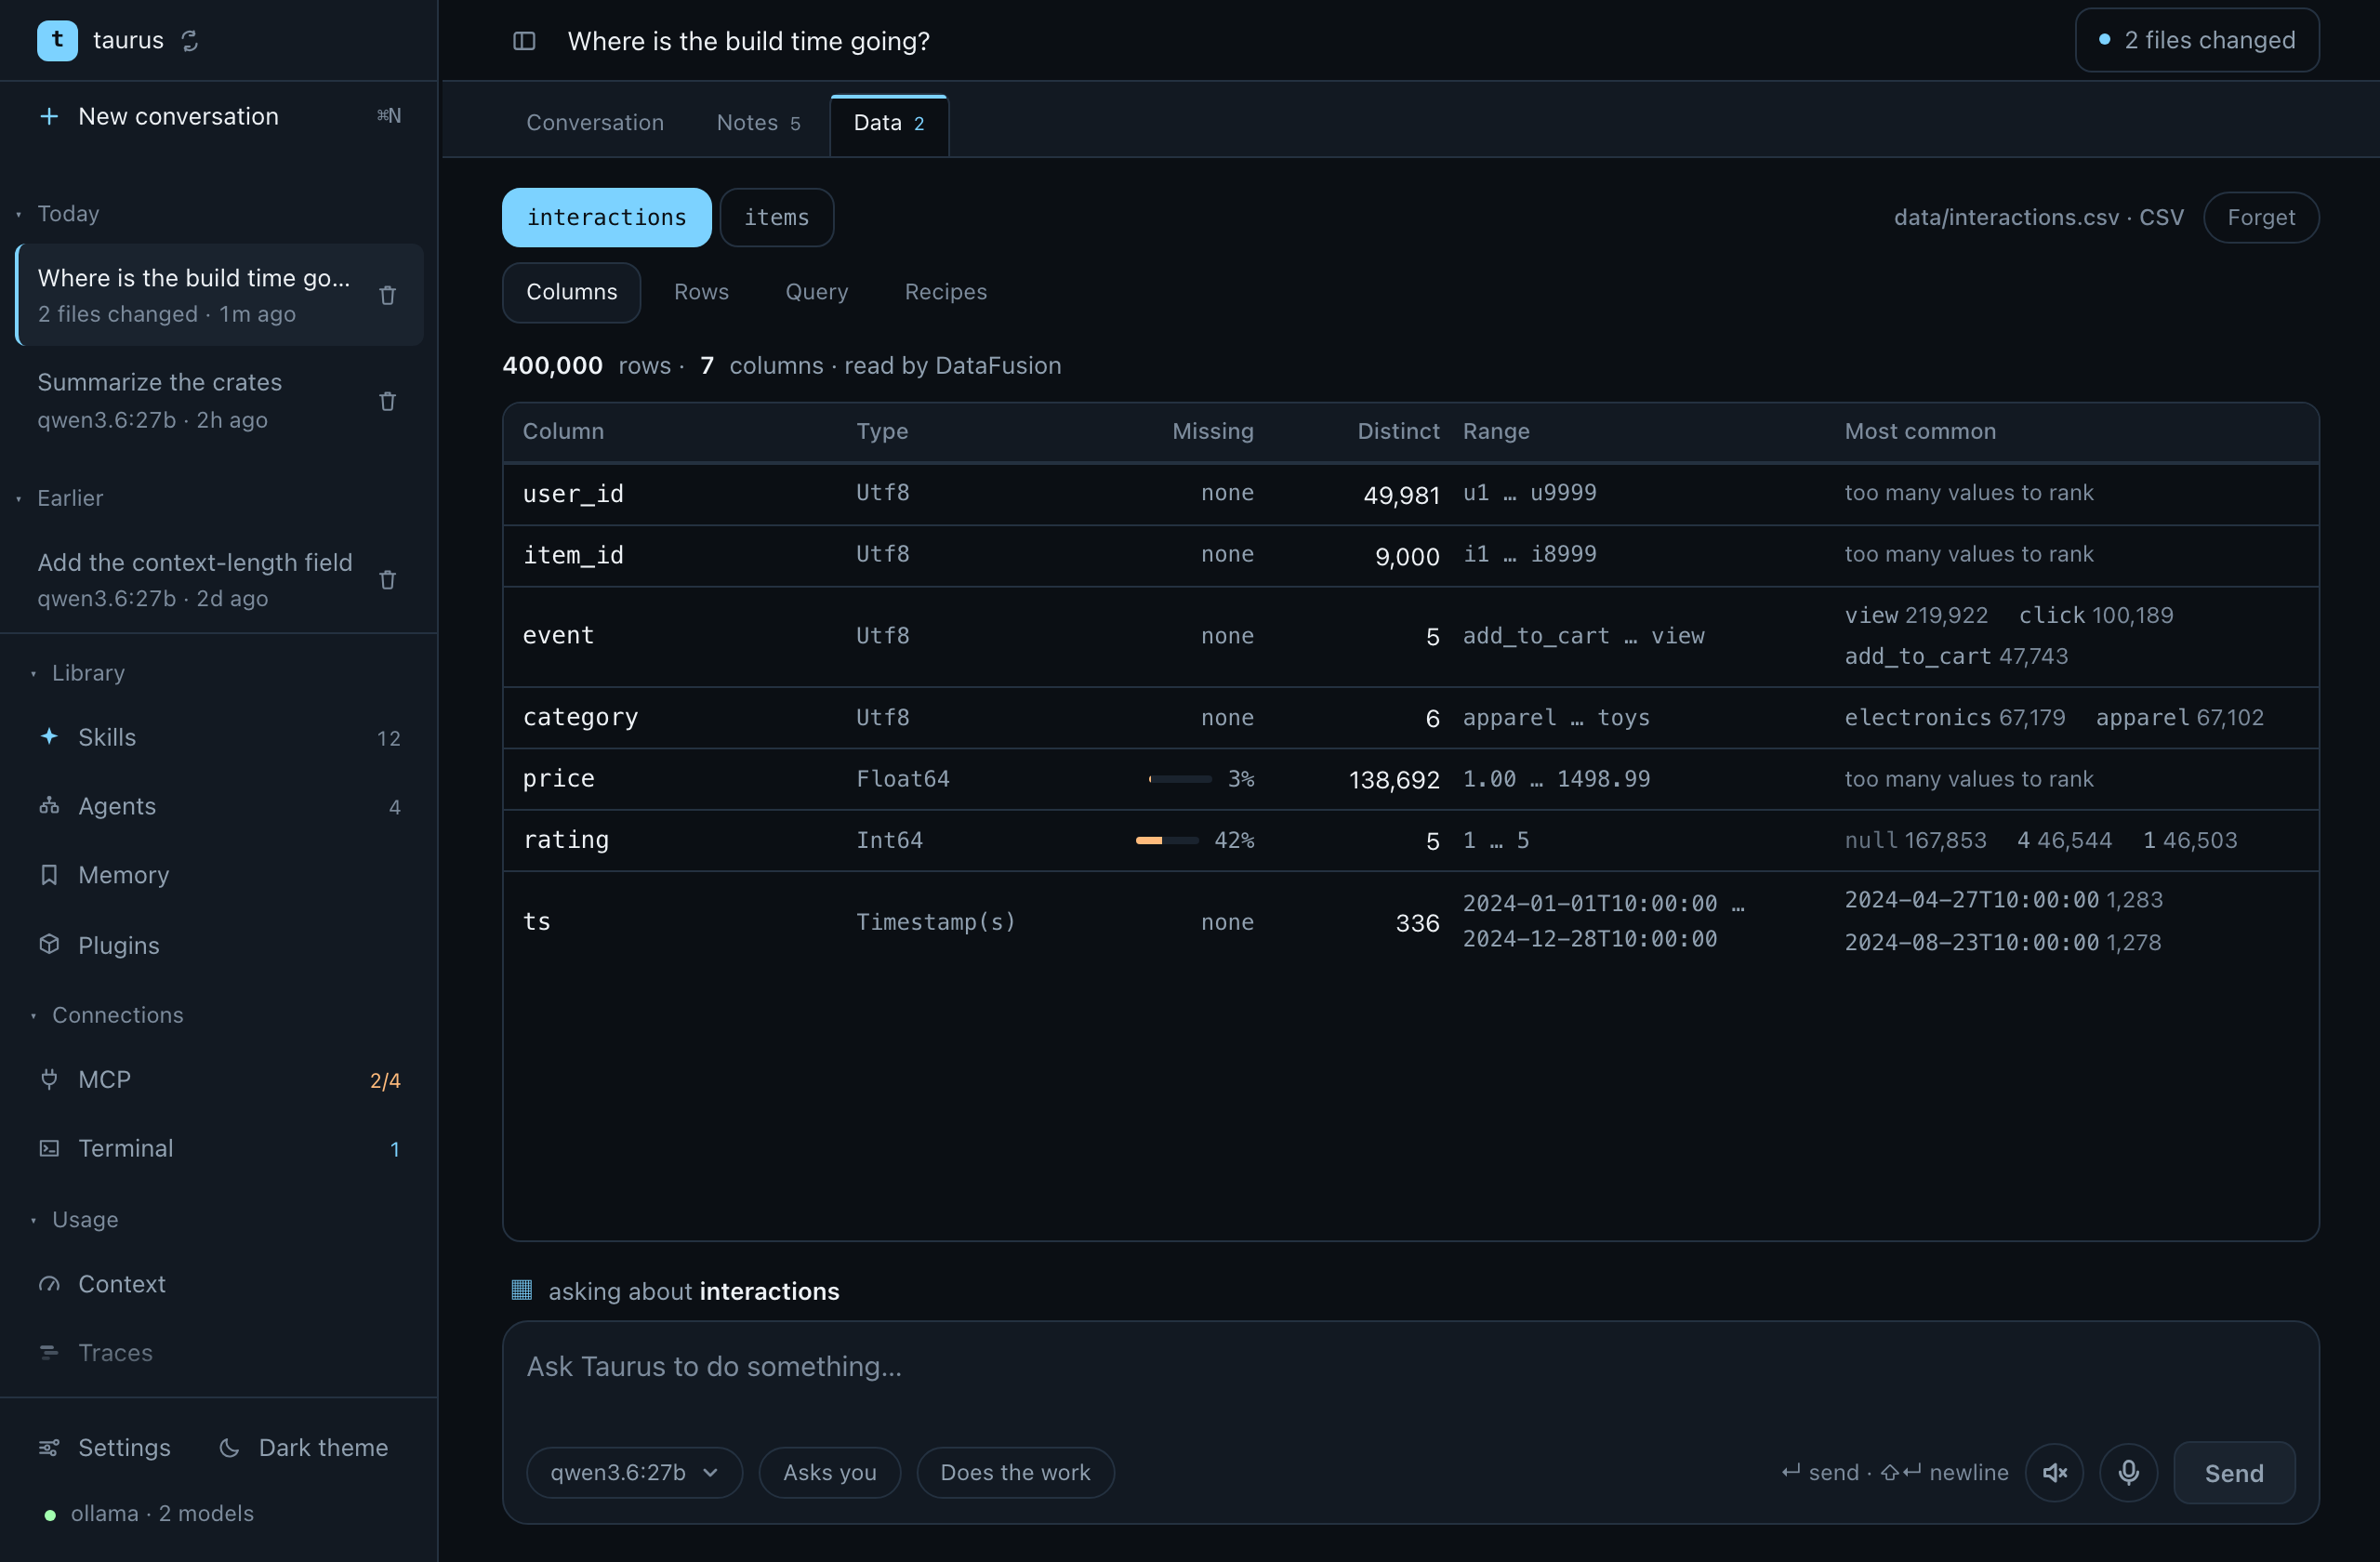 t taurus
New conversation ⌘N
Today
Where is the build time go...
2 files changed · 1m ago
Summarize the crates
qwen3.6:27b · 2h ago
Earlier
Add the context-length field
qwen3.6:27b · 2d ago
Library
Skills 12
Agents 4
Memory
Plugins
Connections
MCP 2/4
Terminal 1
Usage
Context
Traces
Settings Dark theme
ollama · 2 models
Where is the build time going? 2 files changed
Conversation Notes 5 Data 2
interactions items data/interactions.csv · CSV Forget
Columns Rows Query Recipes
400,000 rows · 7 columns · read by DataFusion
Column Type Missing Distinct Range Most common
user_id Utf8 none 49,981 u1 … u9999 too many values to rank
item_id Utf8 none 9,000 i1 … i8999 too many values to rank
event Utf8 none 5 add_to_cart … view view 219,922 click 100,189
add_to_cart 47,743
category Utf8 none 6 apparel … toys electronics 67,179 apparel 67,102
price Float64 3% 138,692 1.00 … 1498.99 too many values to rank
rating Int64 42% 5 1 … 5 null 167,853 4 46,544 1 46,503
ts Timestamp(s) none 336 2024-01-01T10:00:00 … 2024-04-27T10:00:00 1,283
2024-12-28T10:00:00 2024-08-23T10:00:00 1,278
asking about interactions
Ask Taurus to do something...
qwen3.6:27b Asks you Does the work ↵ send · ⇧↵ newline Send